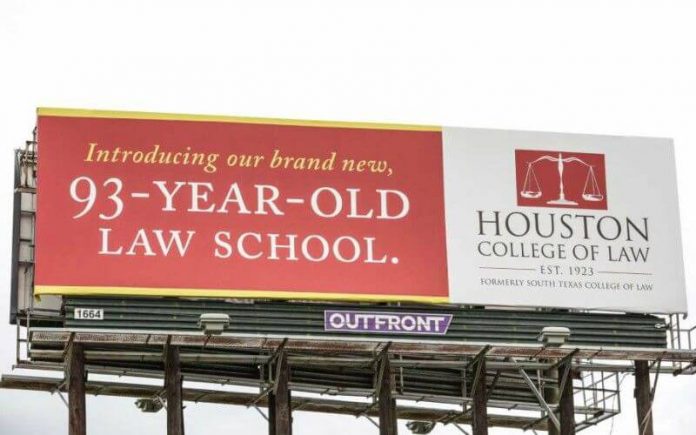 Introducing our brand new,
93-YEAR-OLD
LAW SCHOOL.
HOUSTON
COLLEGE OF LAW
EST. 1923
FORMERLY SOUTH TEXAS COLLEGE OF LAW
1664
OUTFRONT